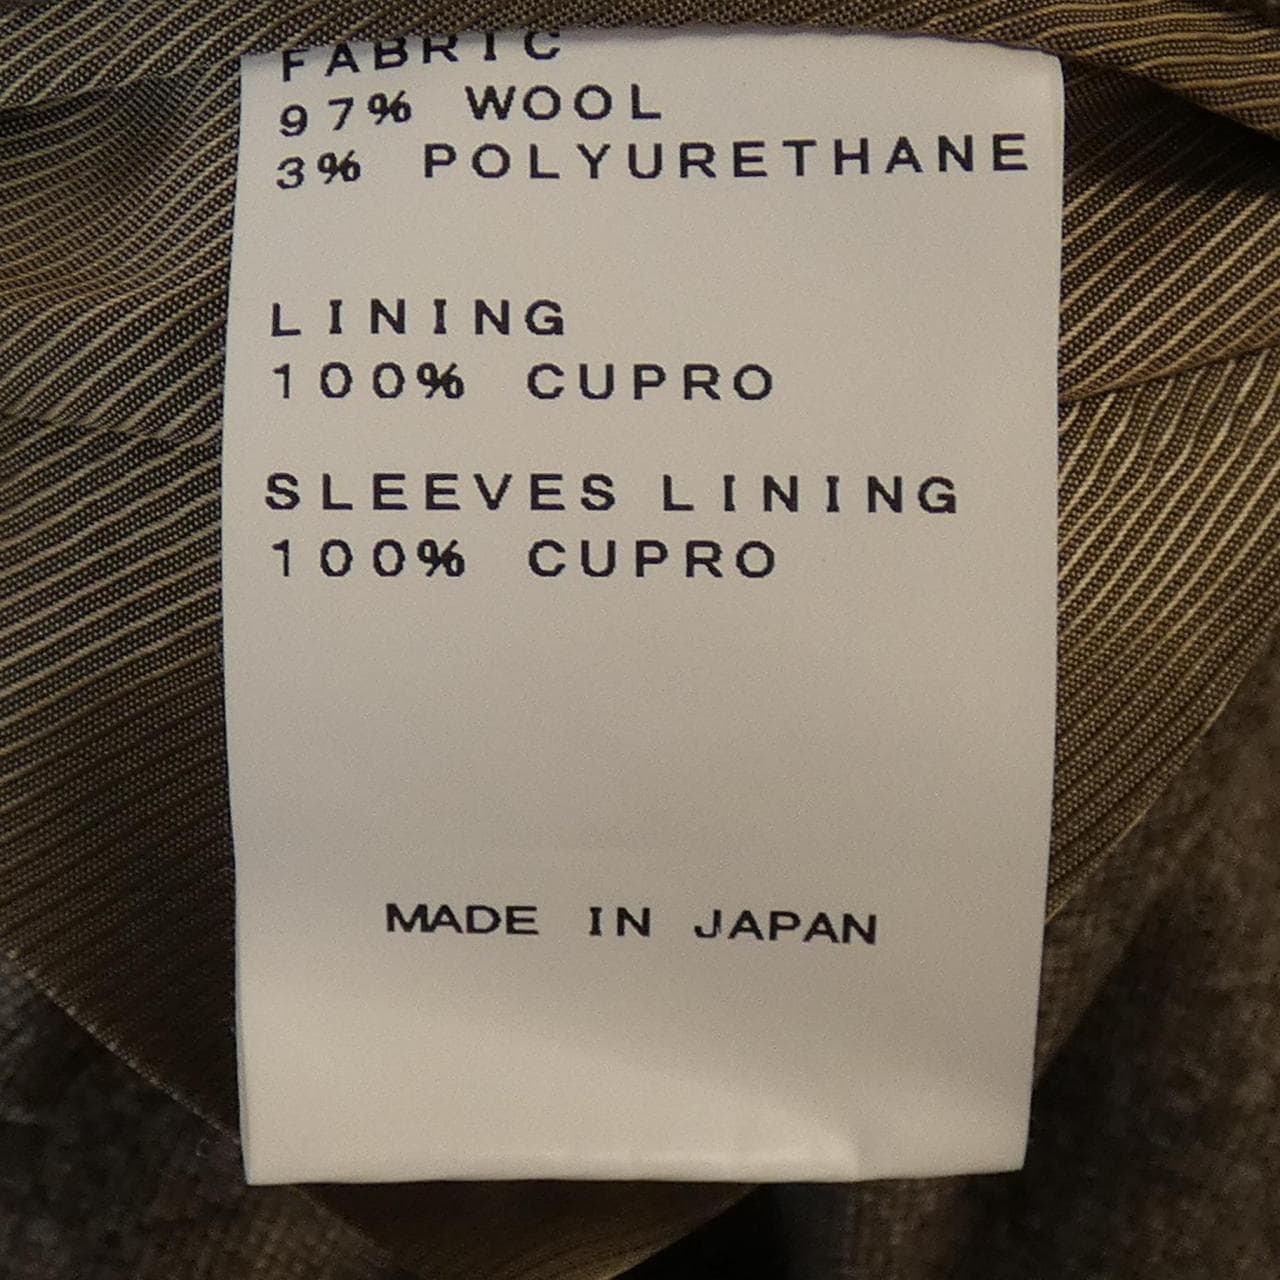 FABRIC
97% WOOL
3% POLYURETHANE
LINING
100% CUPRO
SLEEVES LINING
100% CUPRO
MADE IN JAPAN